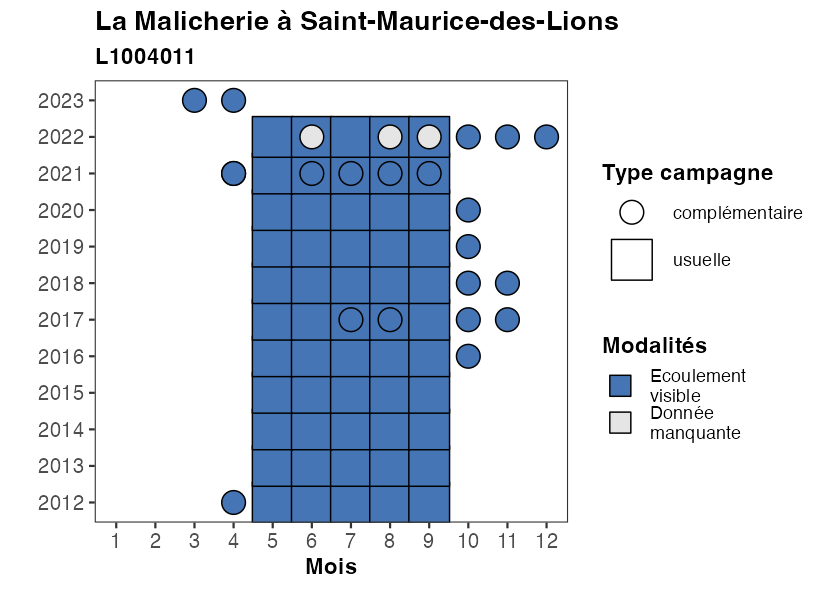 La Malicherie à Saint-Maurice-des-Lions
L1004011
2023
2022
2021
2020
2019
2018
2017
2016
2015
2014
2013
2012
1 2 3 4 5 6 7 8 9 10 11 12
Mois
Type campagne
complémentaire
usuelle
Modalités
Ecoulement
visible
Donnée
manquante